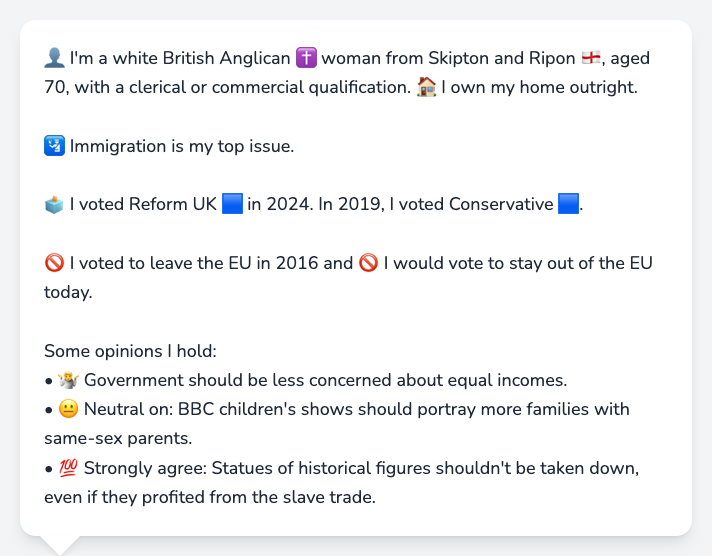 👤 I'm a white British Anglican ✝️ woman from Skipton and Ripon 🏴󠁧󠁢󠁥󠁮󠁧󠁿, aged
70, with a clerical or commercial qualification. 🏠 I own my home outright.
🛂 Immigration is my top issue.
🗳️ I voted Reform UK 🟦 in 2024. In 2019, I voted Conservative 🟦.
🚫 I voted to leave the EU in 2016 and 🚫 I would vote to stay out of the EU
today.
Some opinions I hold:
• 🤷 Government should be less concerned about equal incomes.
• 😐 Neutral on: BBC children's shows should portray more families with
same-sex parents.
• 💯 Strongly agree: Statues of historical figures shouldn't be taken down,
even if they profited from the slave trade.